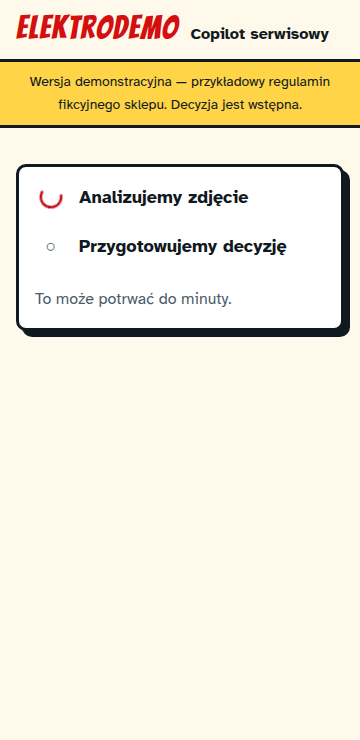 ELEKTRODEMO Copilot serwisowy
Wersja demonstracyjna — przykładowy regulamin
fikcyjnego sklepu. Decyzja jest wstępna.
Analizujemy zdjęcie
Przygotowujemy decyzję
To może potrwać do minuty.